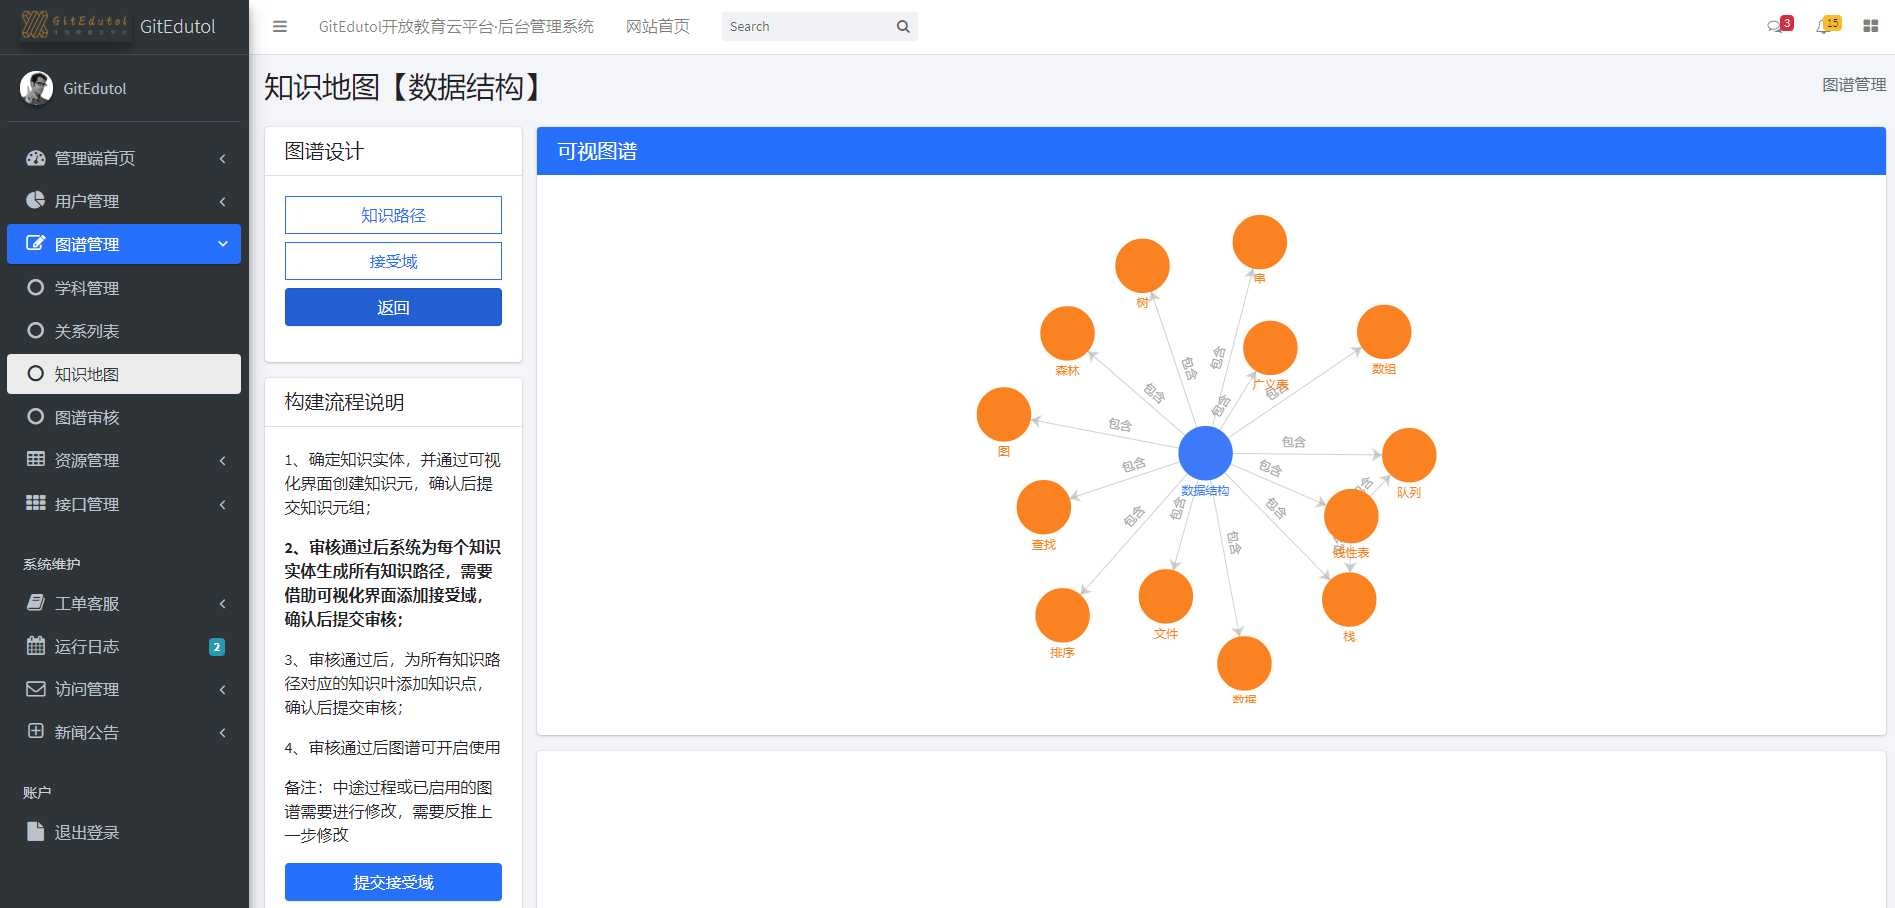 GitEdutol
GitEdutol
GitEdutol开放教育云平台·后台管理系统
网站首页
Search
3
15
GitEdutol
管理端首页
用户管理
图谱管理
学科管理
关系列表
知识地图
图谱审核
资源管理
接口管理
系统维护
工单客服
运行日志
2
访问管理
新闻公告
账户
退出登录
知识地图【数据结构】
图谱管理
图谱设计
知识路径
接受域
返回
构建流程说明
1、确定知识实体，并通过可视
化界面创建知识元，确认后提
交知识元组；
2、审核通过后系统为每个知识
实体生成所有知识路径，需要
借助可视化界面添加接受域，
确认后提交审核；
3、审核通过后，为所有知识路
径对应的知识叶添加知识点，
确认后提交审核；
4、审核通过后图谱可开启使用
备注：中途过程或已启用的图
谱需要进行修改，需要反推上
一步修改
提交接受域
可视图谱
串
树
广义表
数组
森林
包含
包含
包含
包含
包含
图
包含
包含
包含
队列
包含
包含
包含
数据结构
查找
包含
包含
包含
包含
包含
线性表
排序
文件
栈
数据